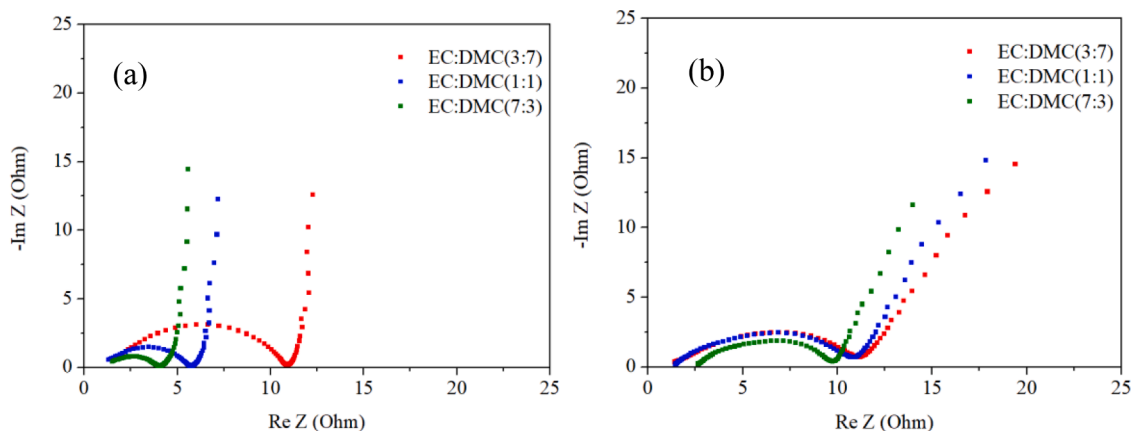 (a)
-Im Z (Ohm)
25
20
15
10
5
0
EC:DMC(3:7)
EC:DMC(1:1)
EC:DMC(7:3)
0 5 10 15 20 25
Re Z (Ohm)
(b)
-Im Z (Ohm)
25
20
15
10
5
0
EC:DMC(3:7)
EC:DMC(1:1)
EC:DMC(7:3)
0 5 10 15 20 25
Re Z (Ohm)